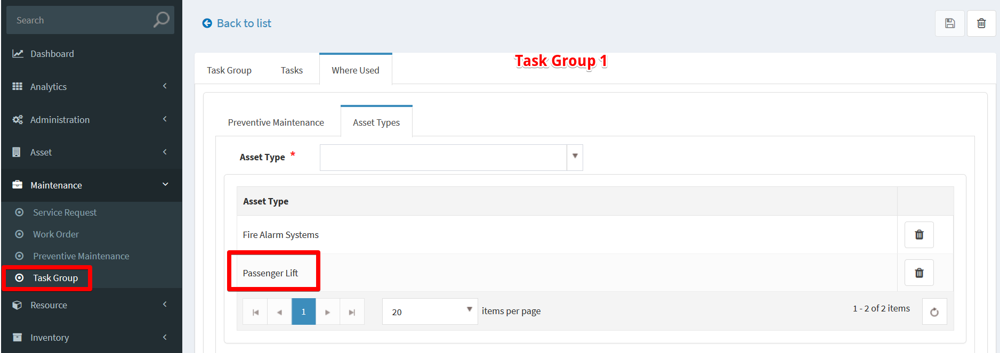 Search
Dashboard
Analytics
Administration
Asset
Maintenance
Service Request
Work Order
Preventive Maintenance
Task Group
Resource
Inventory
Back to list
Task Group 1
Task Group
Tasks
Where Used
Preventive Maintenance
Asset Types
Asset Type *
Asset Type
Fire Alarm Systems
Passenger Lift
1
20
items per page
1 - 2 of 2 items